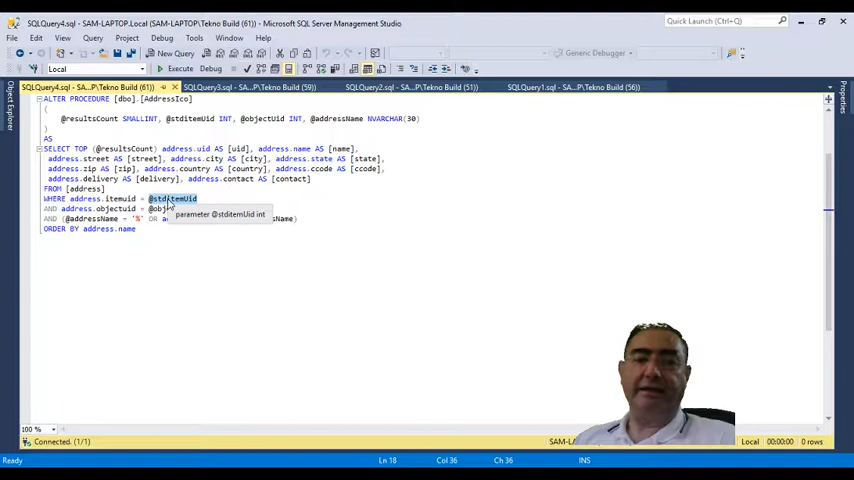 SQLQuery4.sql - SAM-LAPTOP.Local (SAM-LAPTOP\Tekno Build (61)) - Microsoft SQL Server Management Studio
Quick Launch (Ctrl+Q)
File Edit View Query Project Debug Tools Window Help
New Query
Generic Debugger
Local
Execute Debug
SQLQuery4.sql - SA...P\Tekno Build (61))
SQLQuery3.sql - SA...P\Tekno Build (59))
SQLQuery2.sql - SA...P\Tekno Build (51))
SQLQuery1.sql - SA...P\Tekno Build (56))
Object Explorer
Properties
ALTER PROCEDURE [dbo].[AddressIco]
(
@resultsCount SMALLINT, @stditemUid INT, @objectUid INT, @addressName NVARCHAR(30)
)
AS
SELECT TOP (@resultsCount) address.uid AS [uid], address.name AS [name],
address.street AS [street], address.city AS [city], address.state AS [state],
address.zip AS [zip], address.country AS [country], address.ccode AS [ccode],
address.delivery AS [delivery], address.contact AS [contact]
FROM [address]
WHERE address.itemuid = @stditemUid
AND address.objectuid = @obj
parameter @stditemUid int
AND (@addressName = '%' OR a
Name)
ORDER BY address.name
100 %
Connected. (1/1)
SAM-LA
Local
00:00:00
0 rows
Ready
Ln 18
Col 36
Ch 36
INS